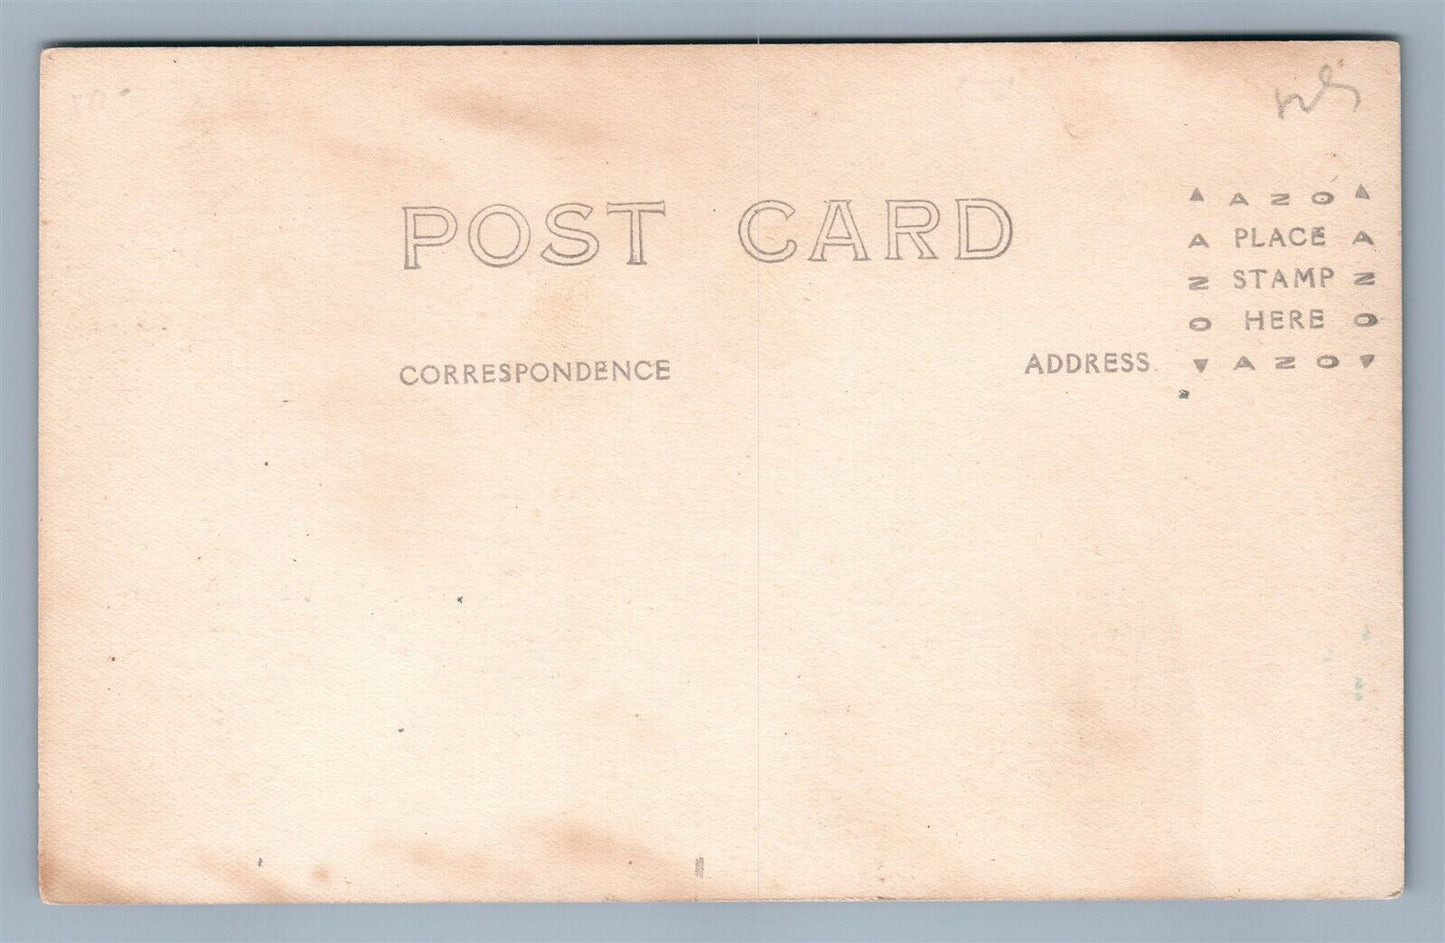 POST CARD
▲ AZO ▲
A PLACE A
Z STAMP Z
O HERE O
▼ AZO ▼
CORRESPONDENCE
ADDRESS